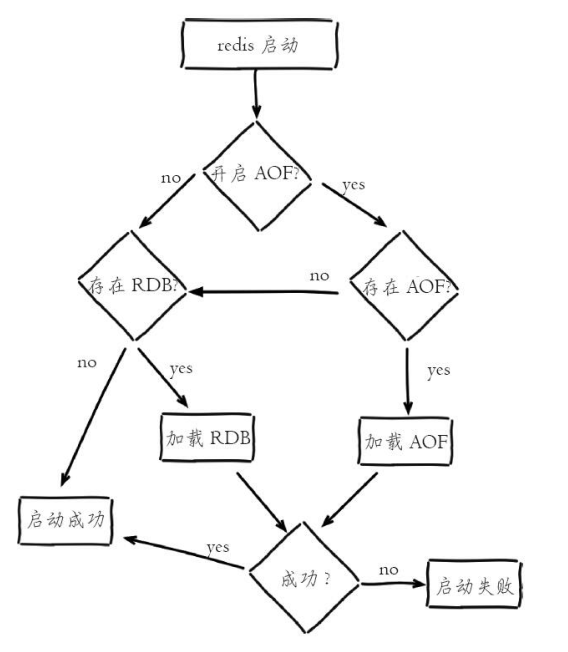 redis 启动
开启 AOF?
no
yes
存在 RDB?
no
存在 AOF?
no
yes
yes
加载 RDB
加载 AOF
启动成功
yes
成功?
no
启动失败